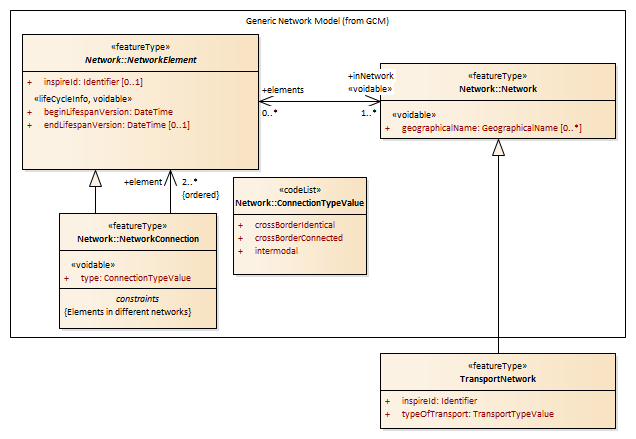 Generic Network Model (from GCM)
«featureType»
Network::NetworkElement
+ inspireId: Identifier [0..1]
«lifeCycleInfo, voidable»
+ beginLifespanVersion: DateTime
+ endLifespanVersion: DateTime [0..1]
+elements
0..*
+inNetwork
«voidable»
1..*
«featureType»
Network::Network
«voidable»
+ geographicalName: GeographicalName [0..*]
+element
2..*
{ordered}
«featureType»
Network::NetworkConnection
«voidable»
+ type: ConnectionTypeValue
constraints
{Elements in different networks}
«codeList»
Network::ConnectionTypeValue
+ crossBorderIdentical
+ crossBorderConnected
+ intermodal
«featureType»
TransportNetwork
+ inspireId: Identifier
+ typeOfTransport: TransportTypeValue